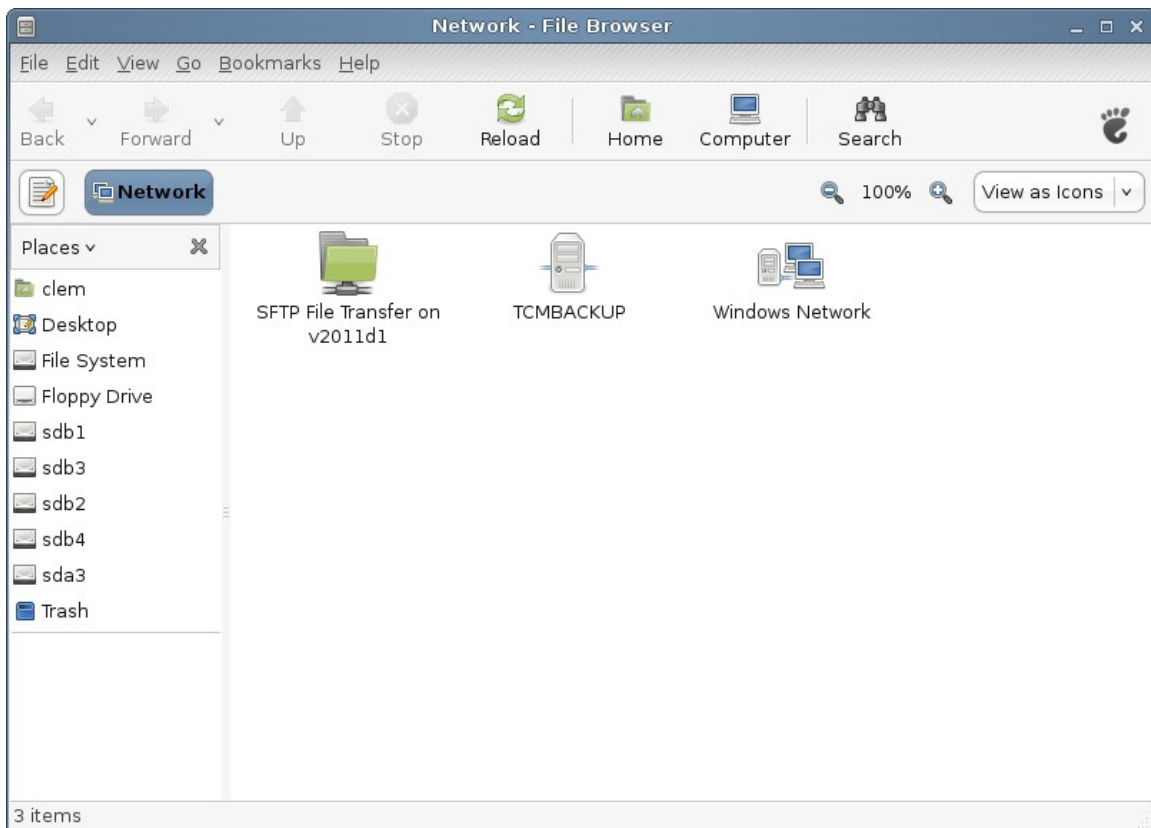 Network - File Browser
File Edit View Go Bookmarks Help
Back Forward Up Stop Reload Home Computer Search
Network 100% View as Icons
Places
clem
Desktop
File System
Floppy Drive
sdb1
sdb3
sdb2
sdb4
sda3
Trash
SFTP File Transfer on
v2011d1
TCMBACKUP
Windows Network
3 items